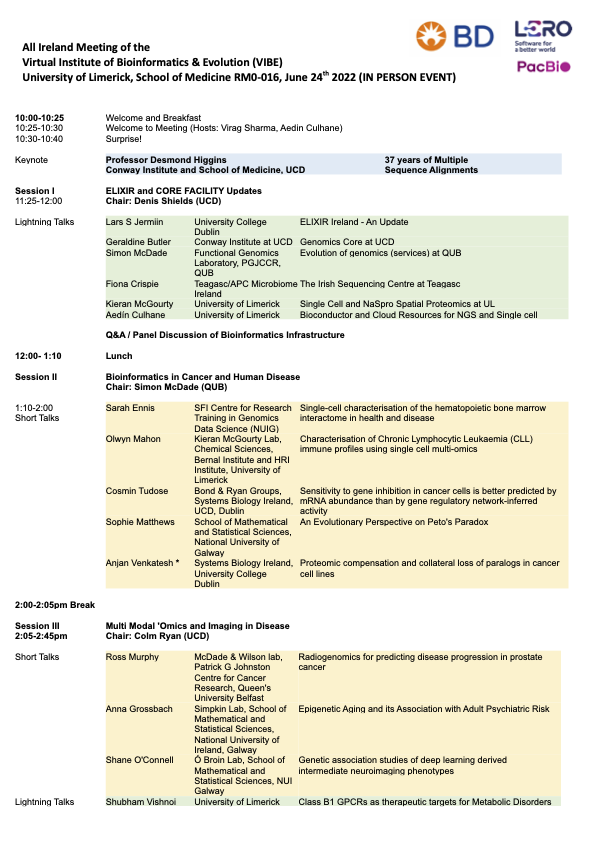 BD
LERO
Software for
a better world
PacBio
All Ireland Meeting of the
Virtual Institute of Bioinformatics & Evolution (VIBE)
University of Limerick, School of Medicine RM0-016, June 24th 2022 (IN PERSON EVENT)
10:00-10:25 Welcome and Breakfast
10:25-10:30 Welcome to Meeting (Hosts: Virag Sharma, Aedin Culhane)
10:30-10:40 Surprise!
Keynote Professor Desmond Higgins 37 years of Multiple
Conway Institute and School of Medicine, UCD Sequence Alignments
Session I ELIXIR and CORE FACILITY Updates
11:25-12:00 Chair: Denis Shields (UCD)
Lightning Talks Lars S Jermiin University College ELIXIR Ireland - An Update
Dublin
Geraldine Butler Conway Institute at UCD Genomics Core at UCD
Simon McDade Functional Genomics Evolution of genomics (services) at QUB
Laboratory, PGJCCR,
QUB
Fiona Crispie Teagasc/APC Microbiome The Irish Sequencing Centre at Teagasc
Ireland
Kieran McGourty University of Limerick Single Cell and NaSpro Spatial Proteomics at UL
Aedín Culhane University of Limerick Bioconductor and Cloud Resources for NGS and Single cell
Q&A / Panel Discussion of Bioinformatics Infrastructure
12:00- 1:10 Lunch
Session II Bioinformatics in Cancer and Human Disease
Chair: Simon McDade (QUB)
1:10-2:00 Sarah Ennis SFI Centre for Research Single-cell characterisation of the hematopoietic bone marrow
Short Talks Training in Genomics interactome in health and disease
Data Science (NUIG)
Olwyn Mahon Kieran McGourty Lab, Characterisation of Chronic Lymphocytic Leukaemia (CLL)
Chemical Sciences, immune profiles using single cell multi-omics
Bernal Institute and HRI
Institute, University of
Limerick
Cosmin Tudose Bond & Ryan Groups, Sensitivity to gene inhibition in cancer cells is better predicted by
Systems Biology Ireland, mRNA abundance than by gene regulatory network-inferred
UCD, Dublin activity
Sophie Matthews School of Mathematical An Evolutionary Perspective on Peto's Paradox
and Statistical Sciences,
National University of
Galway
Anjan Venkatesh * Systems Biology Ireland, Proteomic compensation and collateral loss of paralogs in cancer
University College cell lines
Dublin
2:00-2:05pm Break
Session III Multi Modal 'Omics and Imaging in Disease
2:05-2:45pm Chair: Colm Ryan (UCD)
Short Talks Ross Murphy McDade & Wilson lab, Radiogenomics for predicting disease progression in prostate
Patrick G Johnston cancer
Centre for Cancer
Research, Queen's
University Belfast
Anna Grossbach Simpkin Lab, School of Epigenetic Aging and its Association with Adult Psychiatric Risk
Mathematical and
Statistical Sciences,
National University of
Ireland, Galway
Shane O'Connell Ó Broin Lab, School of Genetic association studies of deep learning derived
Mathematical and intermediate neuroimaging phenotypes
Statistical Sciences, NUI
Galway
Lightning Talks Shubham Vishnoi University of Limerick Class B1 GPCRs as therapeutic targets for Metabolic Disorders